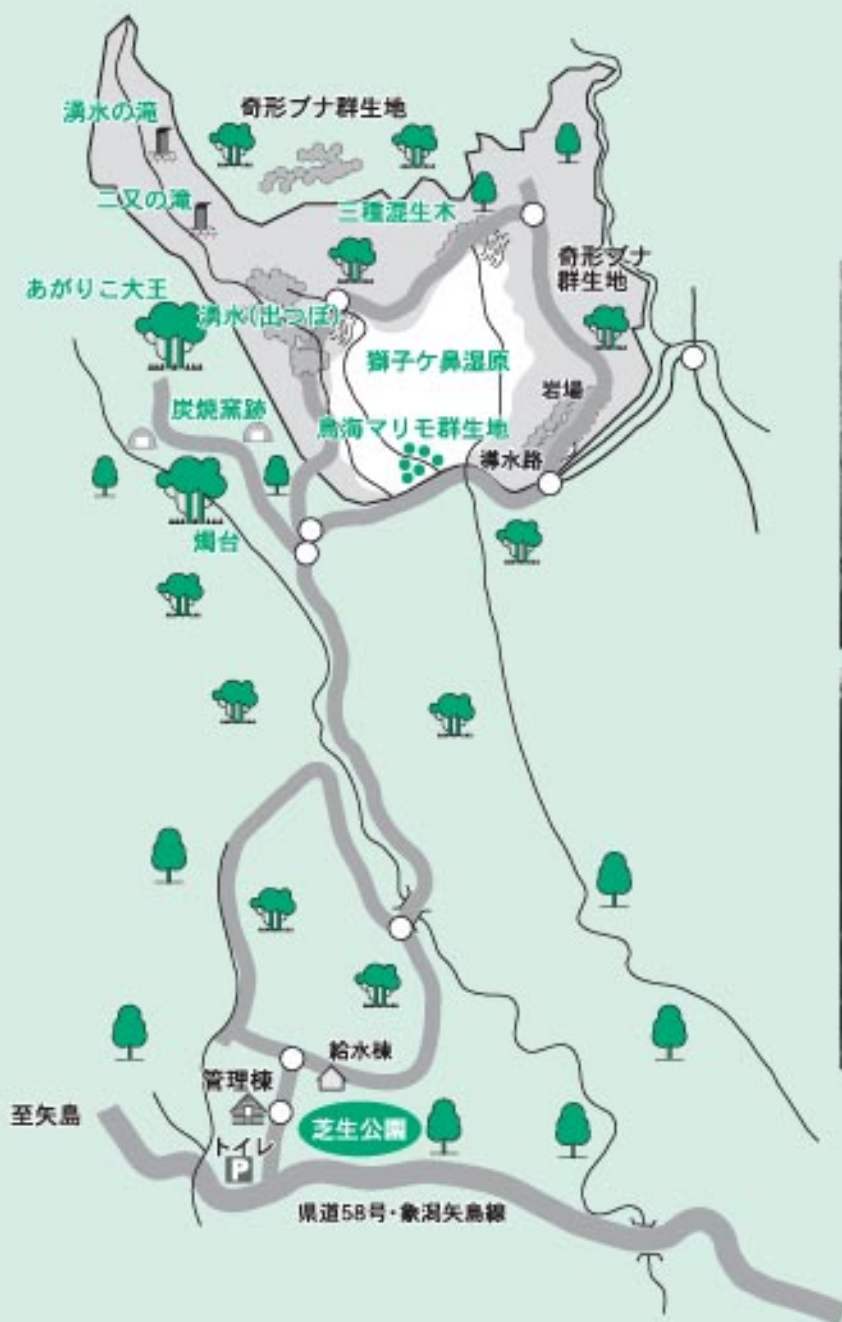 湧水の滝
奇形ブナ群生地
二又の滝
三種混生木
奇形ブナ
群生地
あがりこ大王
湧水(出つぼ)
獅子ケ鼻湿原
岩場
炭焼窯跡
鳥海マリモ群生地
導水路
燭台
給水棟
管理棟
至矢島
芝生公園
トイレ
P
県道58号・象潟矢島線